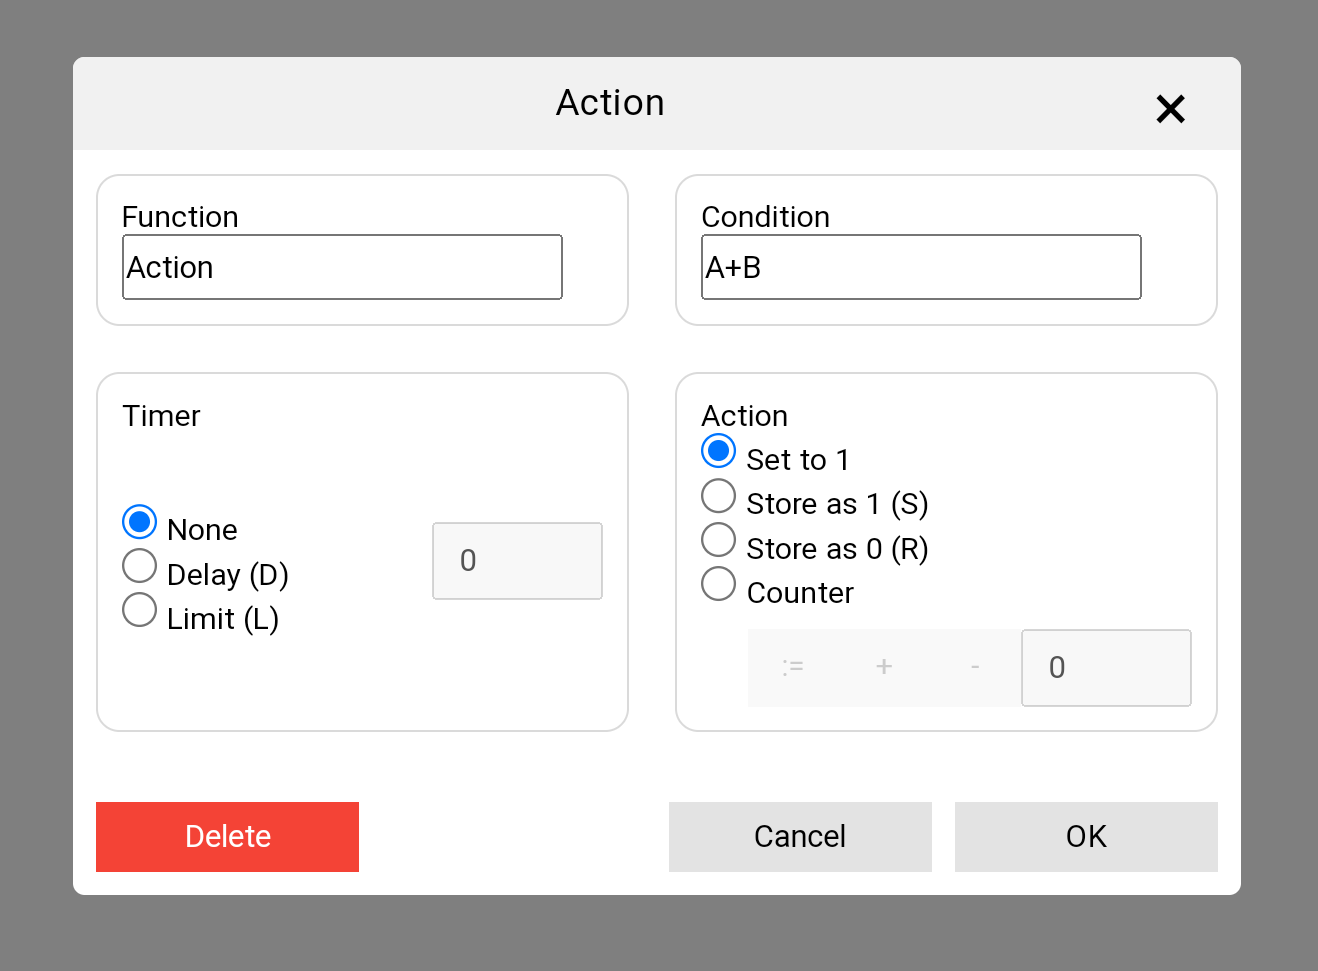 Action
Function
Action
Condition
A+B
Timer
None
Delay (D)
Limit (L)
0
Action
Set to 1
Store as 1 (S)
Store as 0 (R)
Counter
:= + - 0
Delete
Cancel
OK